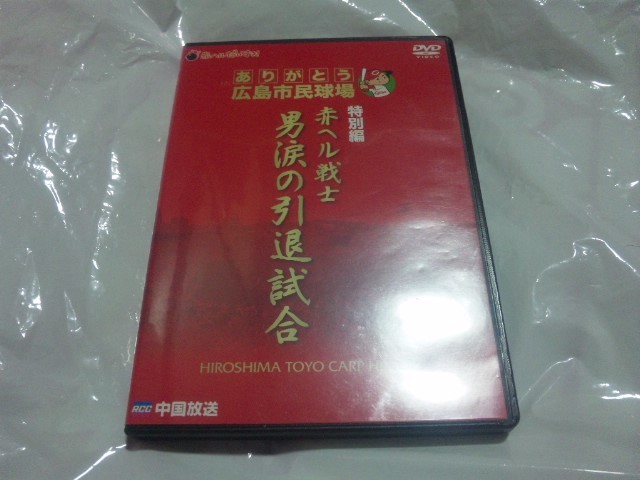 DVD
VIDEO
ありがとう
広島市民球場
特別編
赤ヘル戦士
男涙の引退試合
HIROSHIMA TOYO CARP
RCC 中国放送